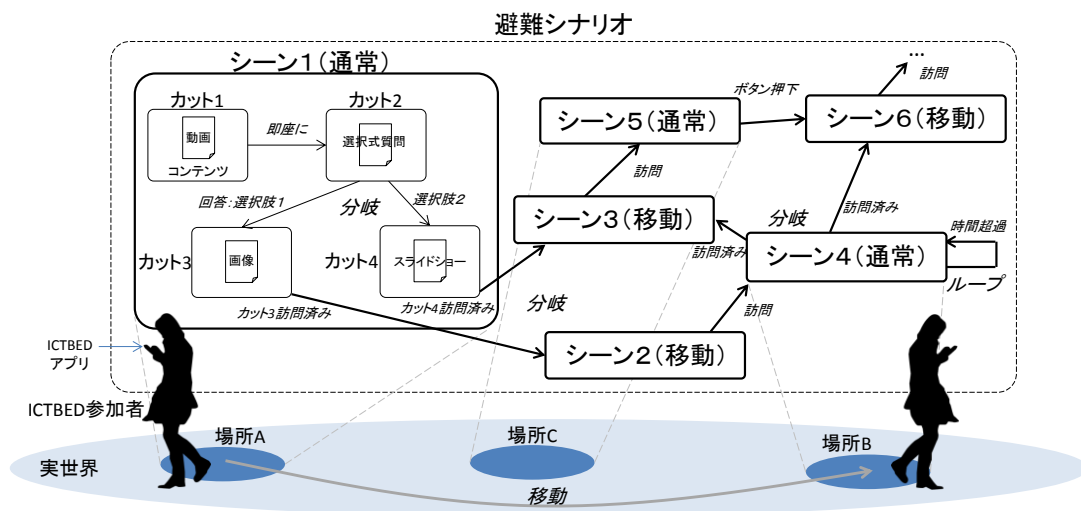 避難シナリオ
シーン1(通常)
カット1
動画
コンテンツ
即座に
カット2
選択式質問
回答:選択肢1
分岐
選択肢2
カット3
画像
カット4
スライドショー
カット3訪問済み
カット4訪問済み
シーン5(通常)
ボタン押下
シーン6(移動)
…
訪問
訪問
シーン3(移動)
訪問済み
分岐
訪問済み
シーン4(通常)
時間超過
ループ
分岐
訪問
シーン2(移動)
ICTBED
アプリ
ICTBED参加者
実世界
場所A
場所C
場所B
移動